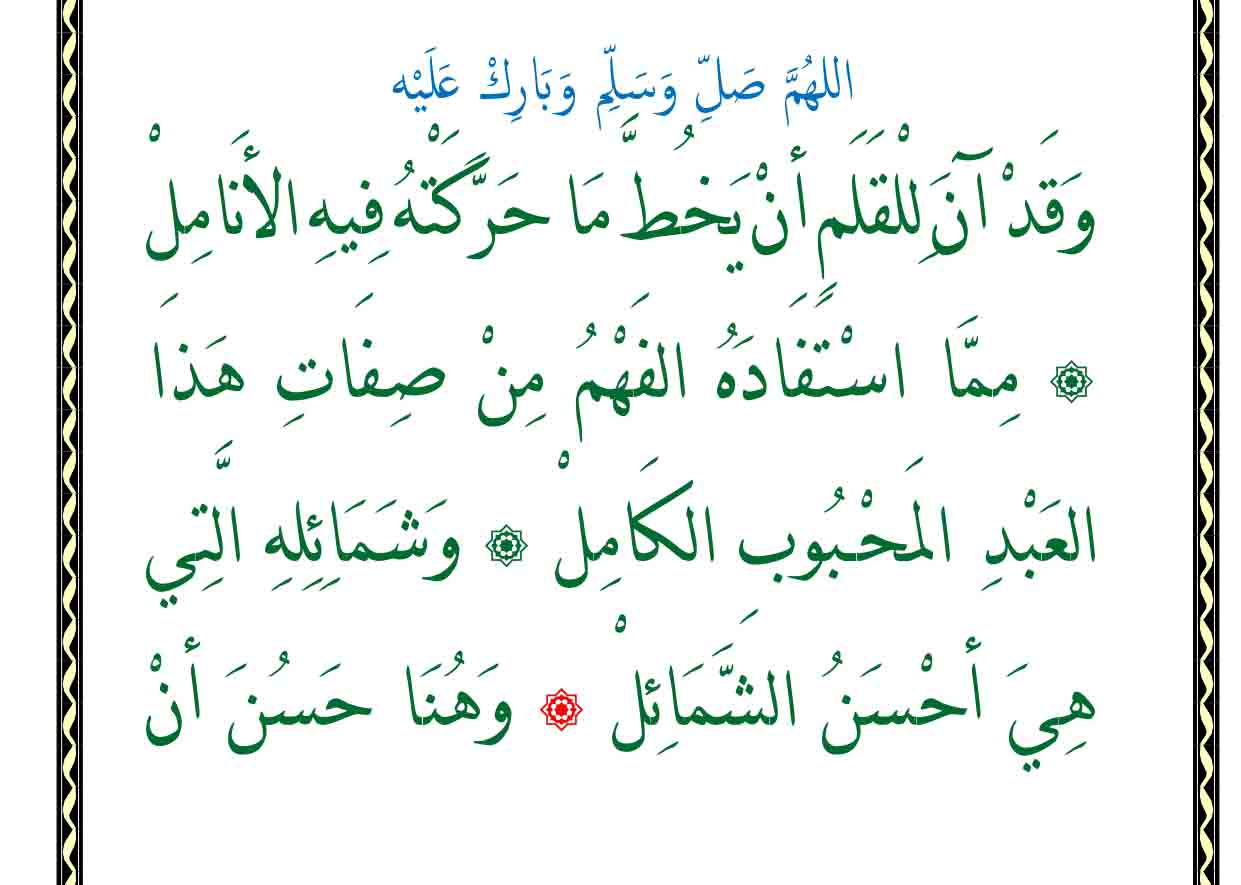 اللهُمَّ صَلِّ وَسَلِّم وَبَارِكْ عَلَيْه
وَقَدْ آنَ لِلْقَلَمِ أَنْ يَخُطَّ مَا حَرَّكَتْهُ فِيهِ الأَنَامِلْ
۞ مِمَّا اسْتَفَادَهُ الفَهْمُ مِنْ صِفَاتِ هَذَا
العَبْدِ المَحْبُوبِ الكَامِلْ ۞ وَشَمَائِلِهِ الَّتِي
هِيَ أَحْسَنُ الشَّمَائِلْ ۞ وَهُنَا حَسُنَ أَنْ